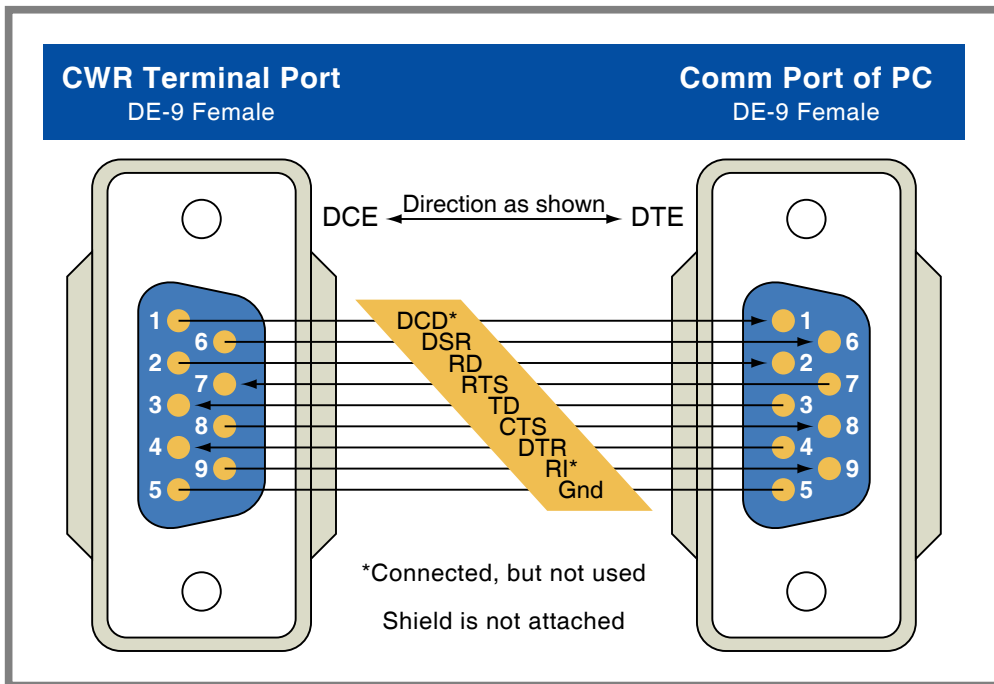 CWR Terminal Port
DE-9 Female
Comm Port of PC
DE-9 Female
DCE
Direction as shown
DTE
1 DCD* 1
6 DSR 6
2 RD 2
7 RTS 7
3 TD 3
8 CTS 8
4 DTR 4
9 RI* 9
5 Gnd 5
*Connected, but not used
Shield is not attached